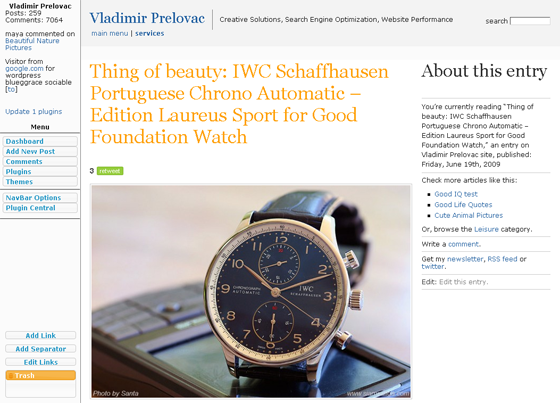 Vladimir Prelovac
Posts: 259
Comments: 7064
maya commented on
Beautiful Nature
Pictures
Visitor from
google.com for
wordpress
bluegrace sociable
[to]
Update 1 plugins
Menu
Dashboard
Add New Post
Comments
Plugins
Themes
NavBar Options
Plugin Central
Add Link
Add Separator
Edit Links
Trash
Vladimir Prelovac
Creative Solutions, Search Engine Optimization, Website Performance
search
main menu | services
Thing of beauty: IWC Schaffhausen
Portuguese Chrono Automatic –
Edition Laureus Sport for Good
Foundation Watch
3 retweet
IWC
SCHAFFHAUSEN
CHRONOGRAPH
AUTOMATIC
Photo by Santa
About this entry
You're currently reading "Thing of
beauty: IWC Schaffhausen
Portuguese Chrono Automatic –
Edition Laureus Sport for Good
Foundation Watch," an entry on
Vladimir Prelovac site, published:
Friday, June 19th, 2009
Check more articles like this:
Good IQ test
Good Life Quotes
Cute Animal Pictures
Or, browse the Leisure category.
Write a comment.
Get my newsletter, RSS feed or
twitter.
Edit: Edit this entry.